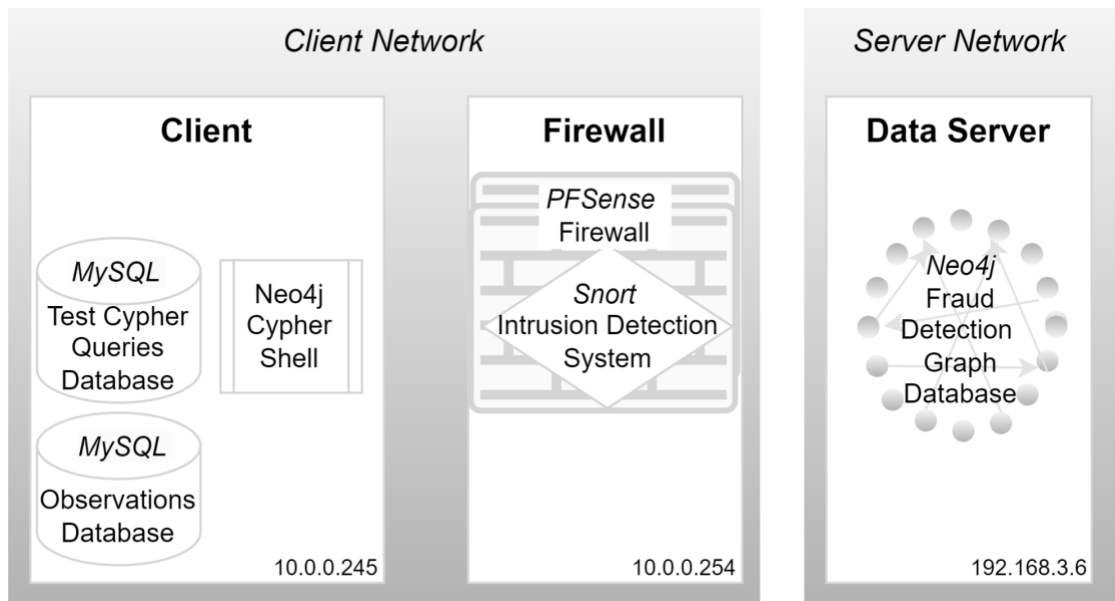 Client Network
Client
MySQL
Test Cypher
Queries
Database
Neo4j
Cypher
Shell
MySQL
Observations
Database
10.0.0.245
Firewall
PFSense
Firewall
Snort
Intrusion Detection
System
10.0.0.254
Server Network
Data Server
Neo4j
Fraud
Detection
Graph
Database
192.168.3.6